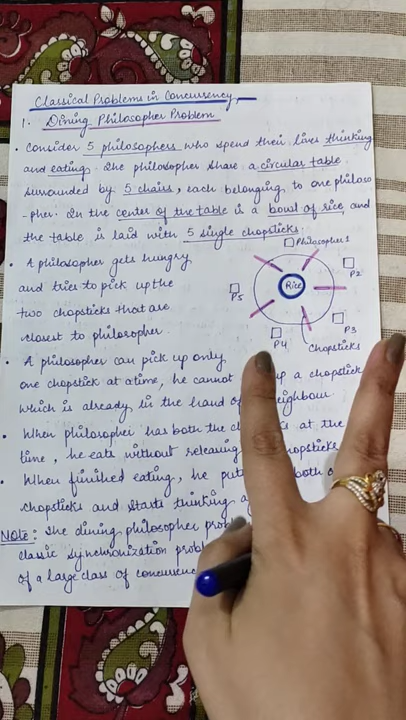 Classical Problems in Concurrency
1. Dining Philosopher Problem
• Consider 5 philosophers who spend their lives thinking
and eating. The philosopher share a circular table
surrounded by 5 chairs, each belonging to one philoso
-pher. In the center of the table is a bowl of rice, and
the table is laid with 5 single chopsticks.
• A philosopher gets hungry
and tries to pick up the
two chopsticks that are
closest to philosopher.
Philosopher 1
P2
P5
Rice
P3
P4
Chopsticks
• A philosopher can pick up only
one chopstick at a time, he cannot up a chopstick
which is already in the hand of neighbour
• When philosopher has both the at the
time, he eats without releasing chopsticks
• When finished eating, he both
chopsticks and starts thinking
Note: The dining philosopher
classic synchronization
of a large class of